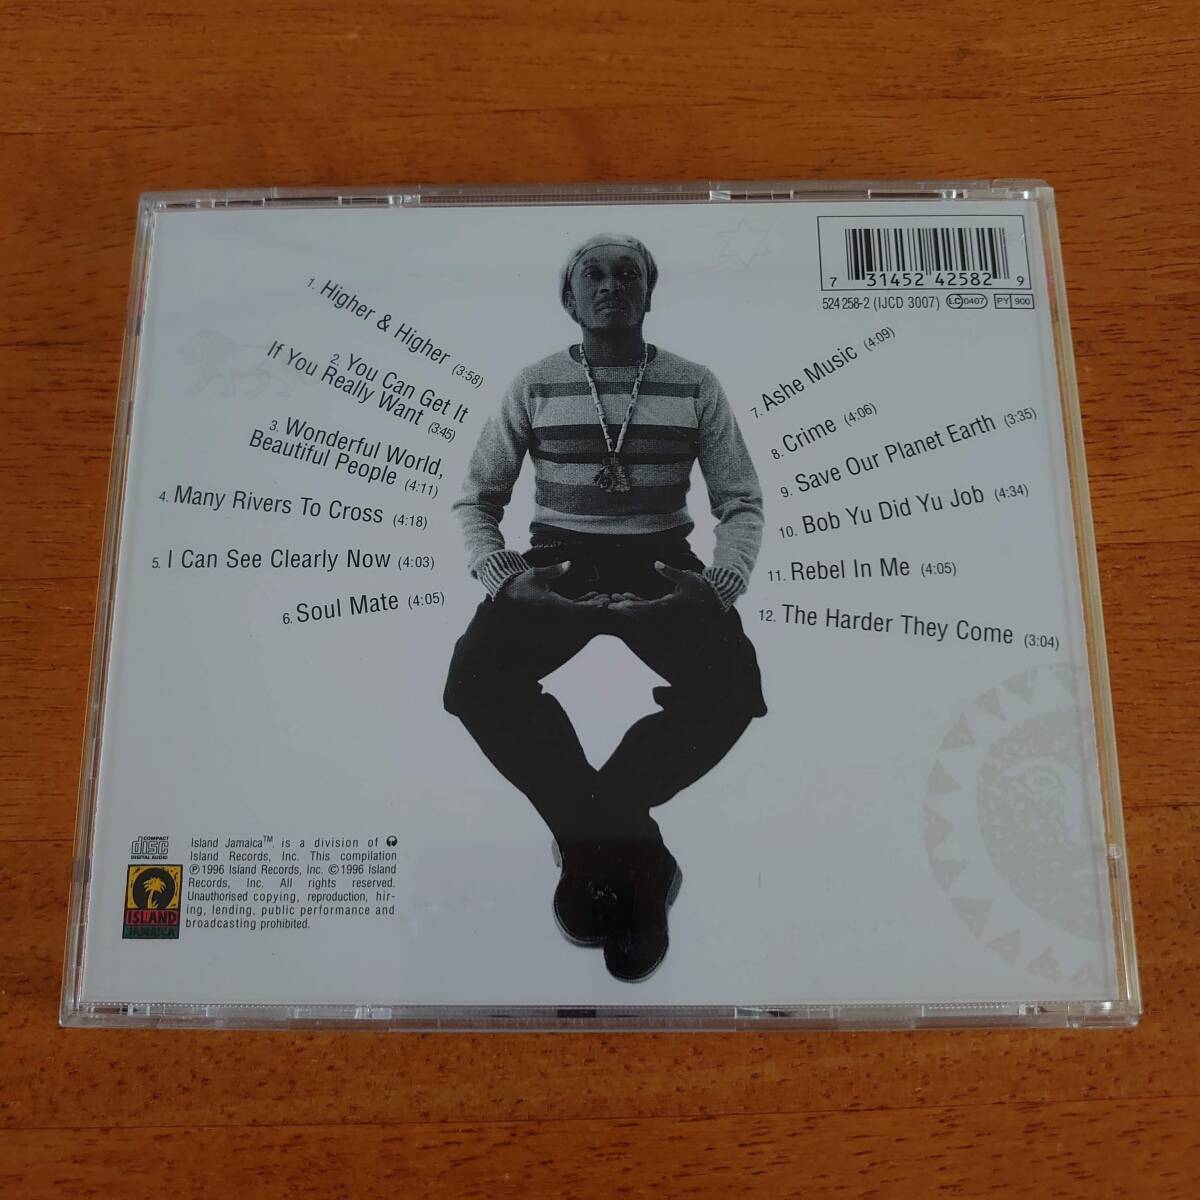 1. Higher & Higher (3:58)
2. You Can Get It
If You Really Want (3:45)
3. Wonderful World,
Beautiful People (4:11)
4. Many Rivers To Cross (4:18)
5. I Can See Clearly Now (4:03)
6. Soul Mate (4:05)
7 31452 42582 9
524 258-2 (IJCD 3007) LC 0407 PY 900
7. Ashe Music (4:09)
8. Crime (4:06)
9. Save Our Planet Earth (3:35)
10. Bob Yu Did Yu Job (4:34)
11. Rebel In Me (4:05)
12. The Harder They Come (3:04)
COMPACT
disc
DIGITAL AUDIO
ISLAND
JAMAICA
Island Jamaica™, is a division of
Island Records, Inc. This compilation
℗1996 Island Records, Inc. ©1996 Island
Records, Inc. All rights reserved.
Unauthorised copying, reproduction, hir-
ing, lending, public performance and
broadcasting prohibited.